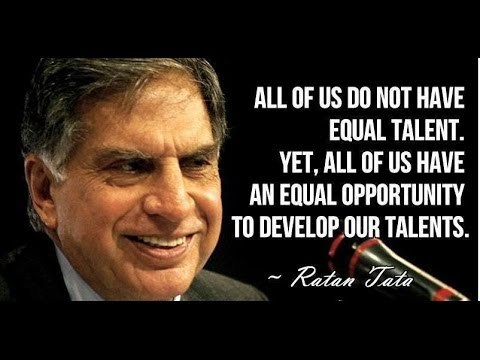 ALL OF US DO NOT HAVE
EQUAL TALENT.
YET, ALL OF US HAVE
AN EQUAL OPPORTUNITY
TO DEVELOP OUR TALENTS.
~ Ratan Tata